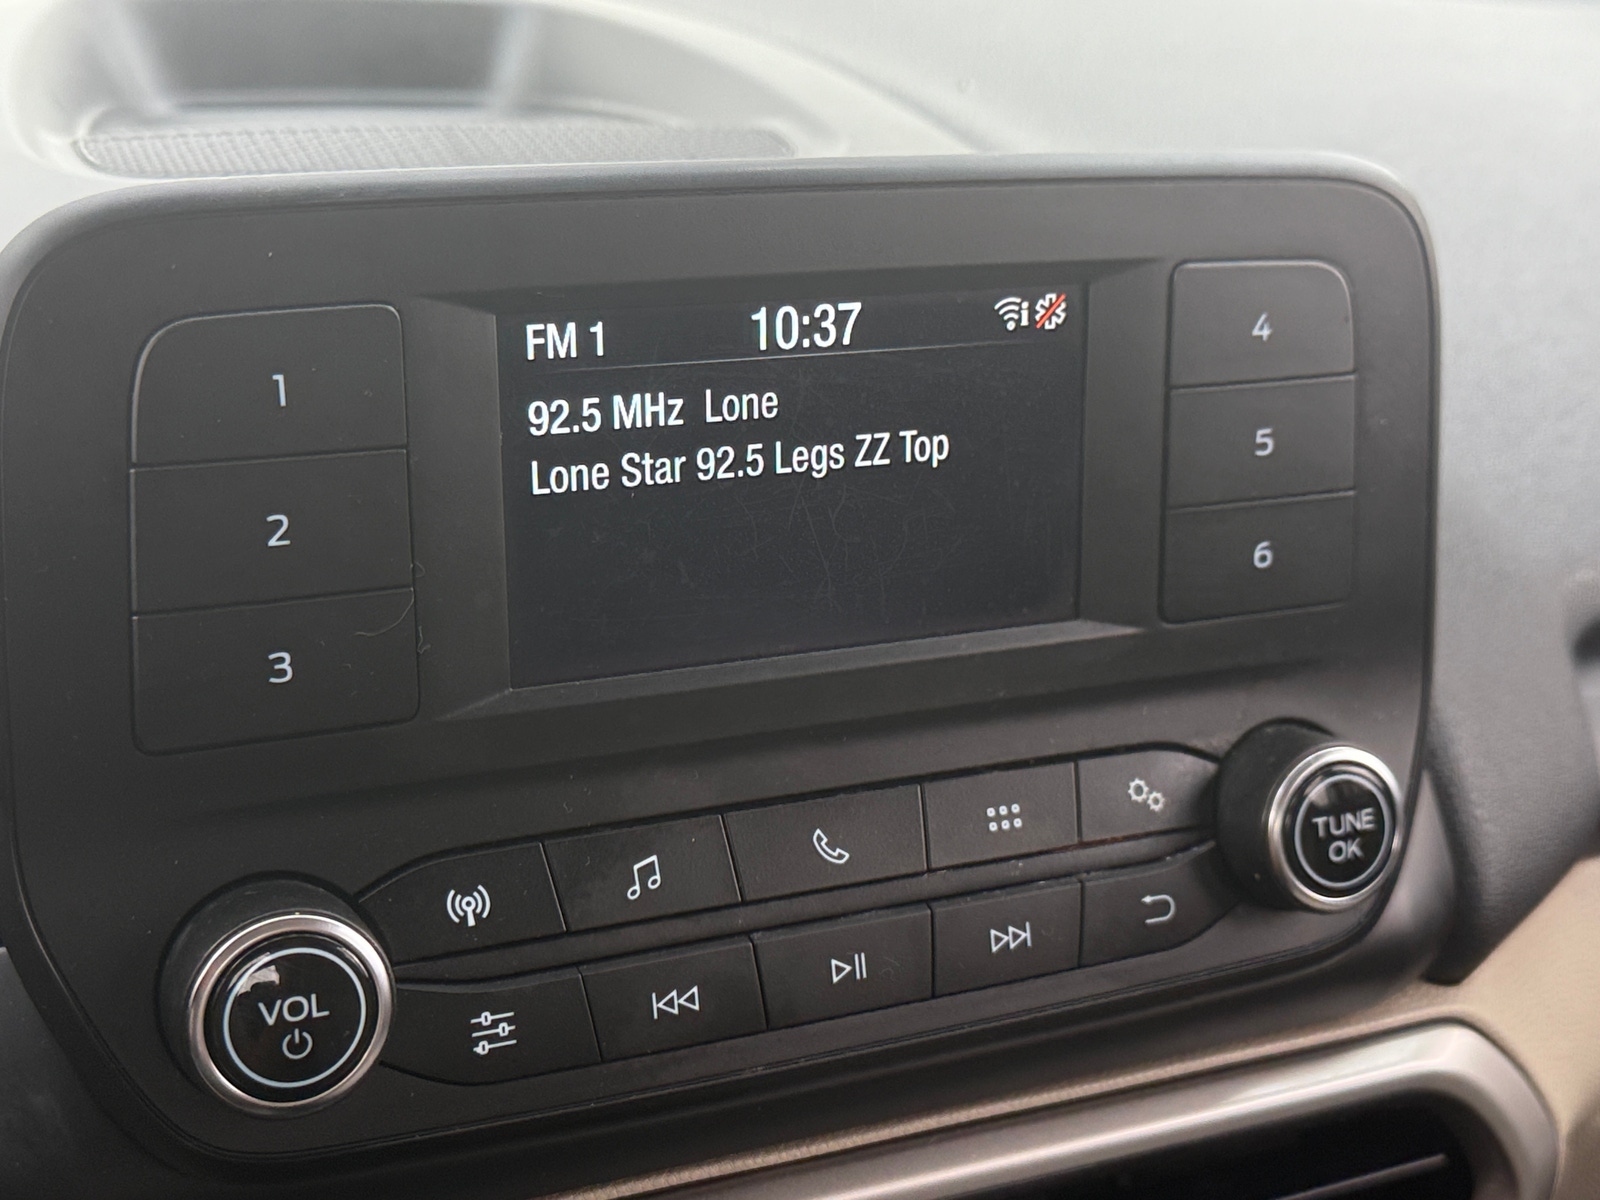 FM 1 10:37
92.5 MHz Lone
Lone Star 92.5 Legs ZZ Top
1
2
3
4
5
6
VOL
TUNE
OK